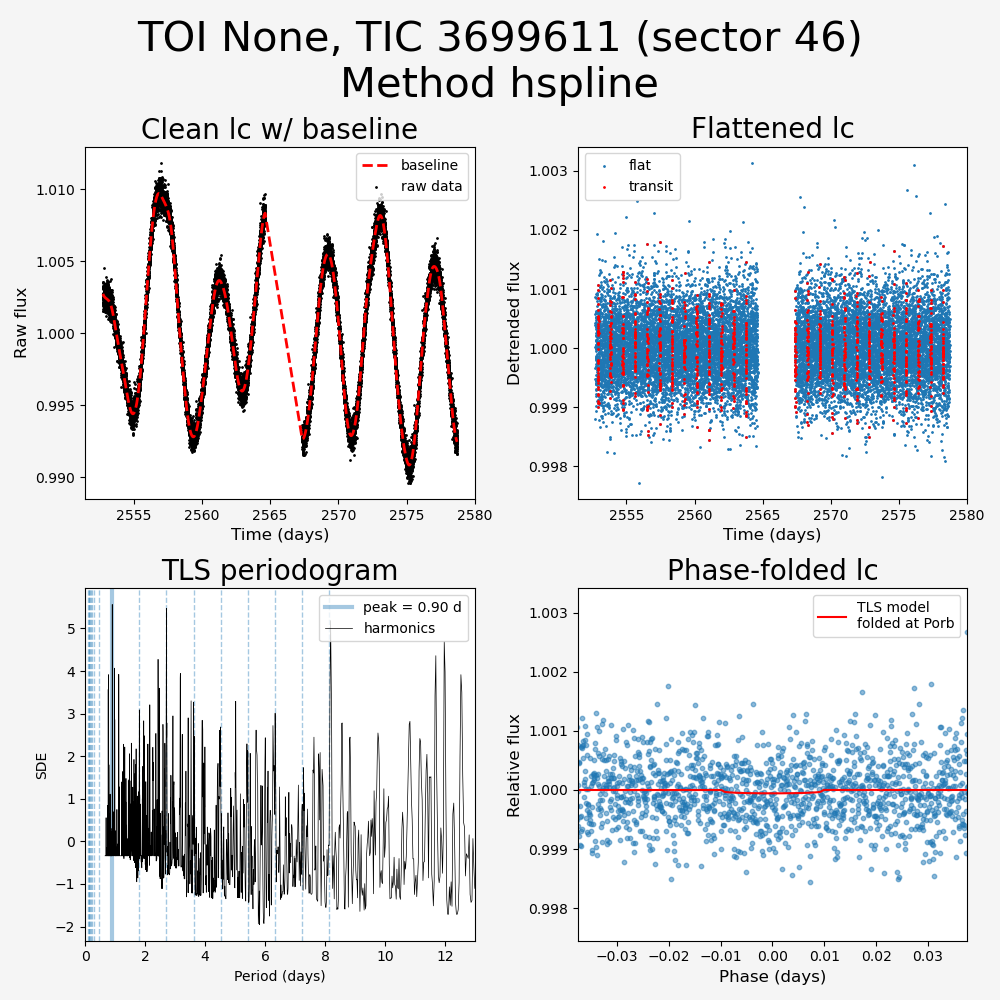 TOI None, TIC 3699611 (sector 46)
Method hspline
Clean lc w/ baseline
baseline
raw data
1.010
1.005
1.000
0.995
0.990
Raw flux
2555 2560 2565 2570 2575 2580
Time (days)
Flattened lc
flat
transit
1.003
1.002
1.001
1.000
0.999
0.998
Detrended flux
2555 2560 2565 2570 2575 2580
Time (days)
TLS periodogram
peak = 0.90 d
harmonics
5
4
3
2
1
0
−1
−2
SDE
0 2 4 6 8 10 12
Period (days)
Phase-folded lc
TLS model
folded at Porb
1.003
1.002
1.001
1.000
0.999
0.998
Relative flux
−0.03 −0.02 −0.01 0.00 0.01 0.02 0.03
Phase (days)